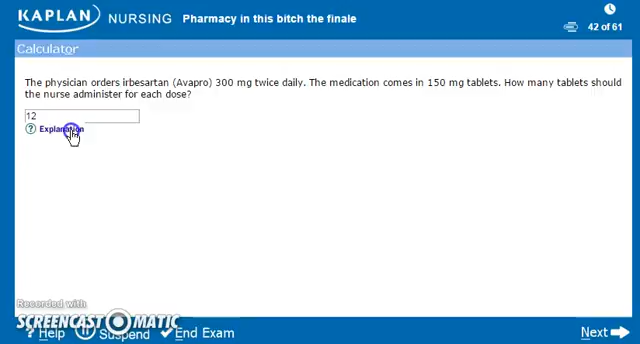 KAPLAN NURSING Pharmacy in this bitch the finale
42 of 61
Calculator
The physician orders irbesartan (Avapro) 300 mg twice daily. The medication comes in 150 mg tablets. How many tablets should
the nurse administer for each dose?
12
? Explanation
Recorded with
SCREENCAST MATIC
? Help Suspend End Exam Next